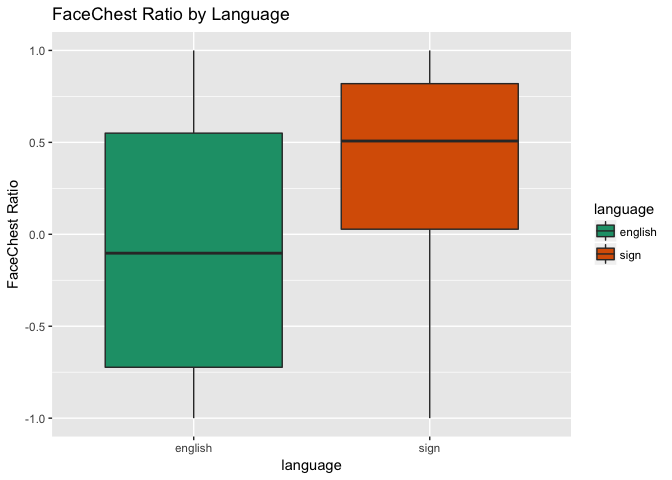 FaceChest Ratio by Language
FaceChest Ratio
1.0
0.5
0.0
-0.5
-1.0
english
sign
language
language
english
sign